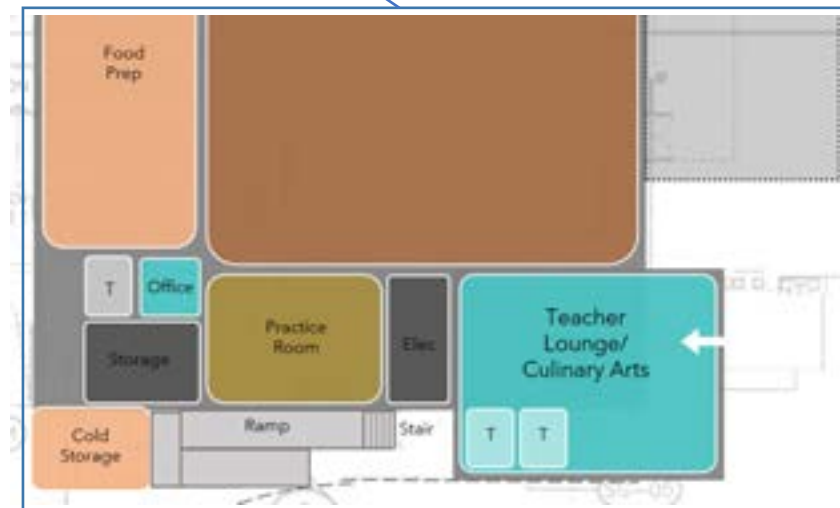 Food
Prep
T
Office
Storage
Practice
Room
Elec
Teacher
Lounge/
Culinary Arts
T
T
Cold
Storage
Ramp
Stair